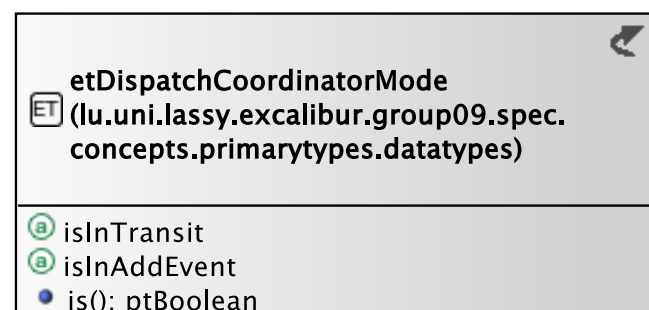 etDispatchCoordinatorMode
ET (lu.uni.lassy.excalibur.group09.spec.
concepts.primarytypes.datatypes)
a isInTransit
a isInAddEvent
is(): ptBoolean